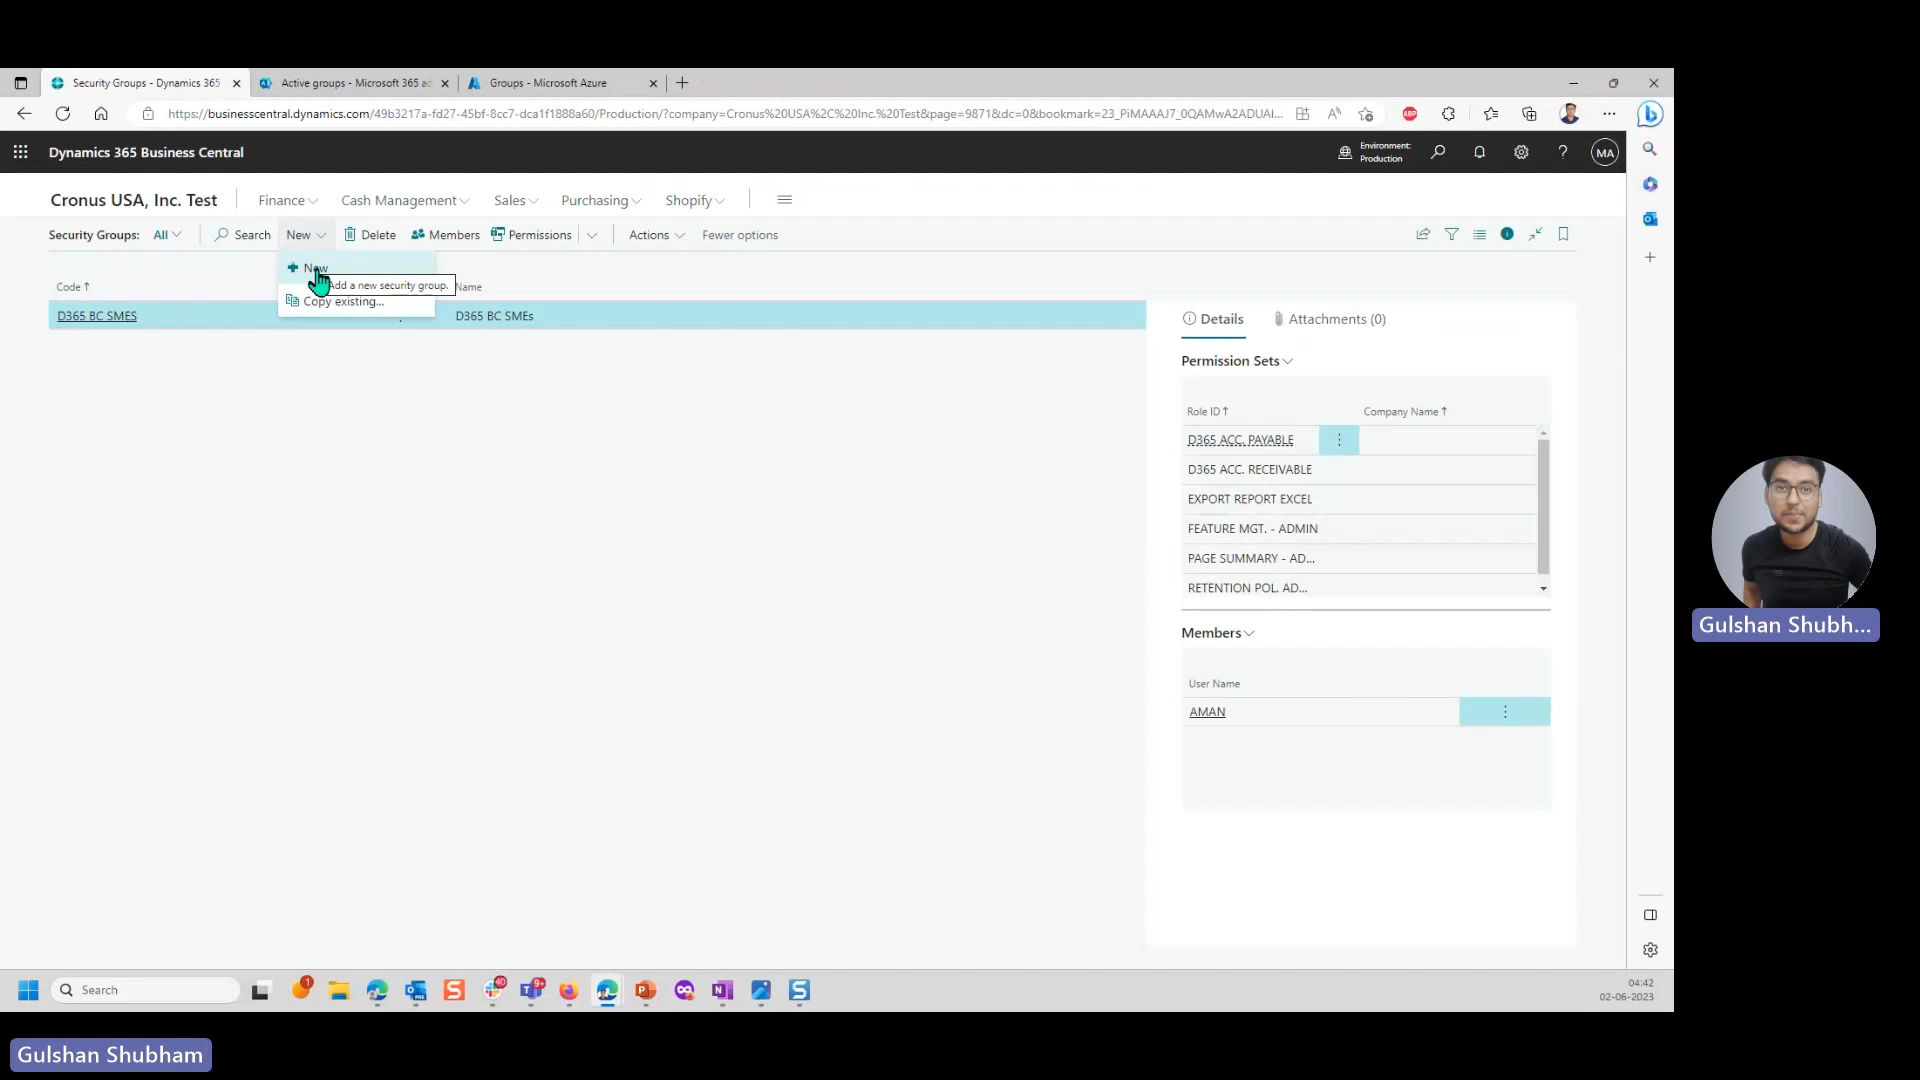 Security Groups - Dynamics 365
Active groups - Microsoft 365 ad
Groups - Microsoft Azure
https://businesscentral.dynamics.com/49b3217a-fd27-45bf-8cc7-dca1f1888a60/Production/?company=Cronus%20USA%2C%20Inc.%20Test&page=9871&dc=0&bookmark=23_PiMAAAJ7_0QAMwA2ADUAI...
ABP
Dynamics 365 Business Central
Environment:
Production
MA
Cronus USA, Inc. Test
Finance
Cash Management
Sales
Purchasing
Shopify
Security Groups:
All
Search
New
Delete
Members
Permissions
Actions
Fewer options
New
Add a new security group.
Copy existing...
Code ↑
Name
D365 BC SMES
D365 BC SMEs
Details
Attachments (0)
Permission Sets
Role ID ↑
Company Name ↑
D365 ACC. PAYABLE
D365 ACC. RECEIVABLE
EXPORT REPORT EXCEL
FEATURE MGT. - ADMIN
PAGE SUMMARY - AD...
RETENTION POL. AD...
Members
User Name
AMAN
Gulshan Shubh...
Search
1
40
9+
04:42
02-06-2023
Gulshan Shubham